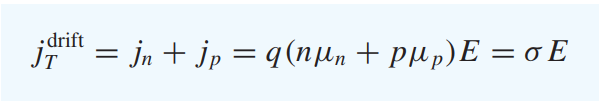 j_T^drift = j_n + j_p = q(nμ_n + pμ_p)E = σE